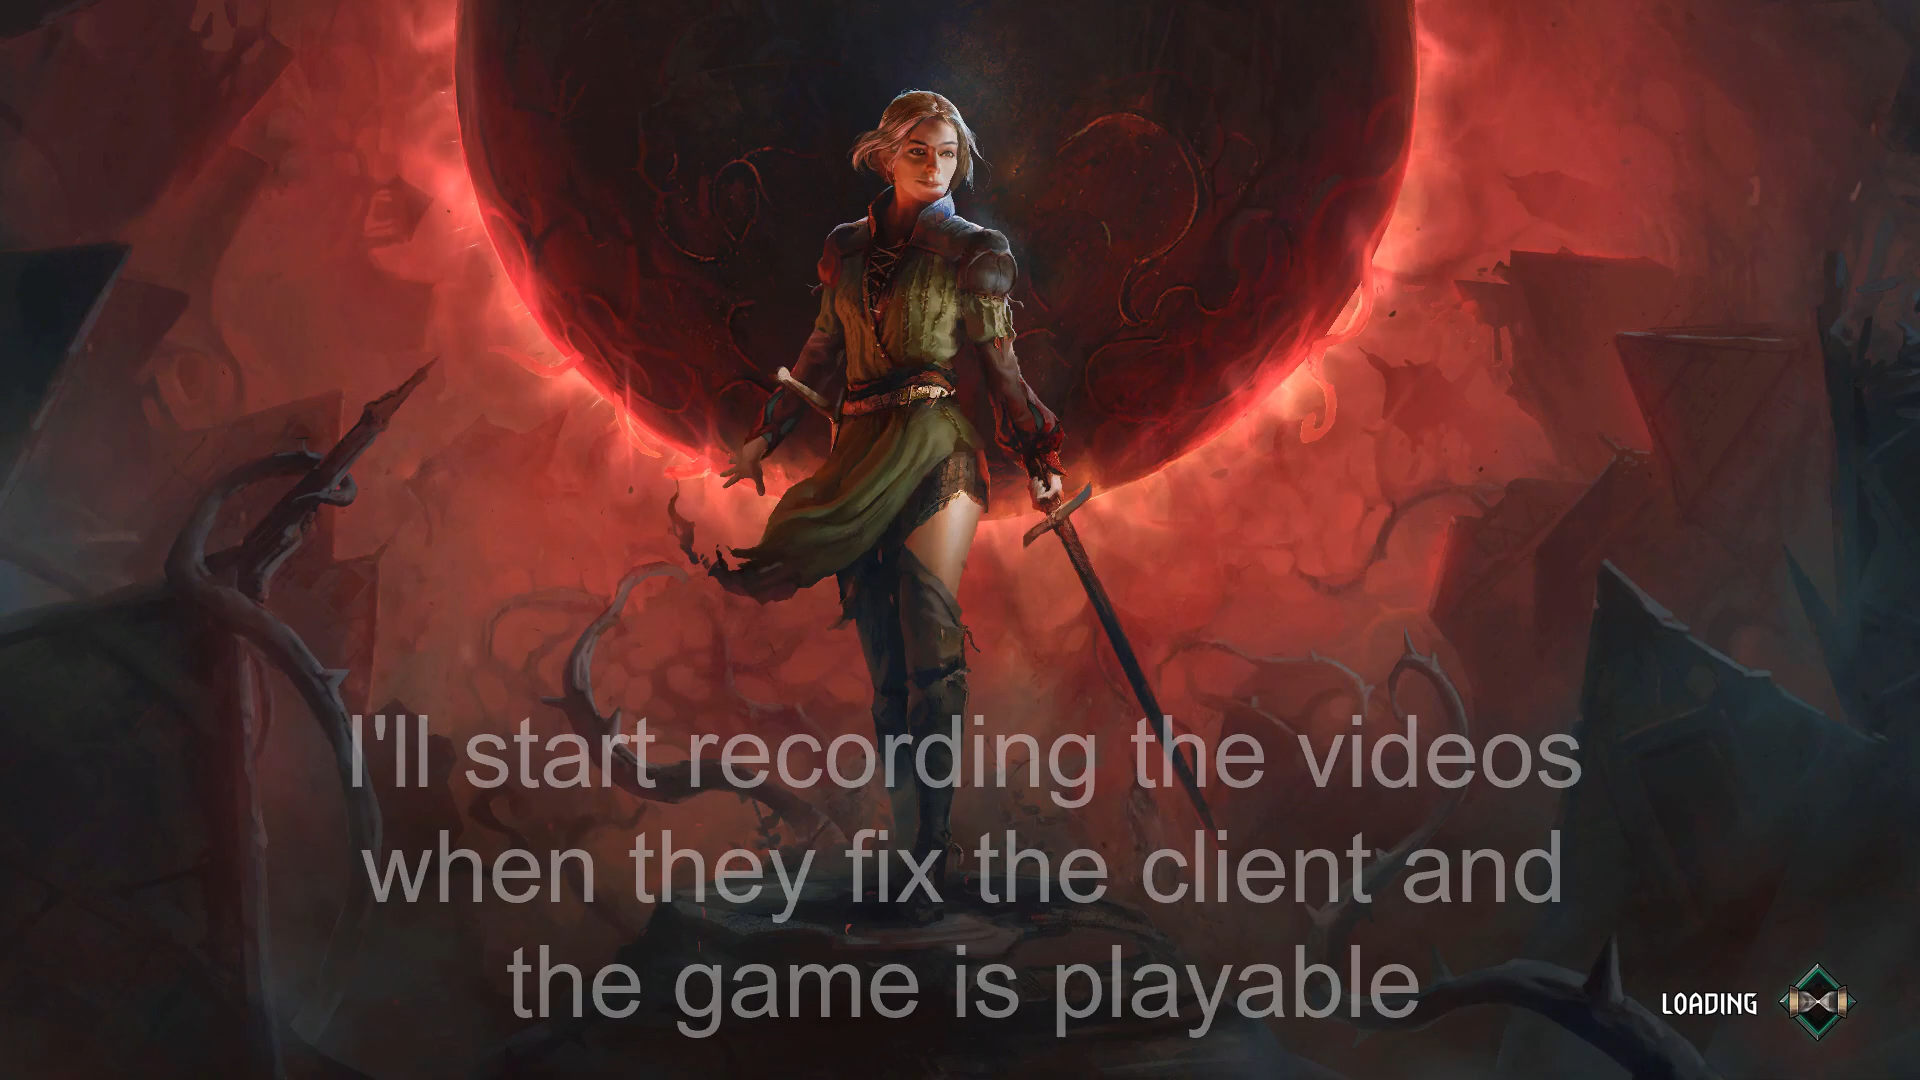 I'll start recording the videos
when they fix the client and
the game is playable
LOADING